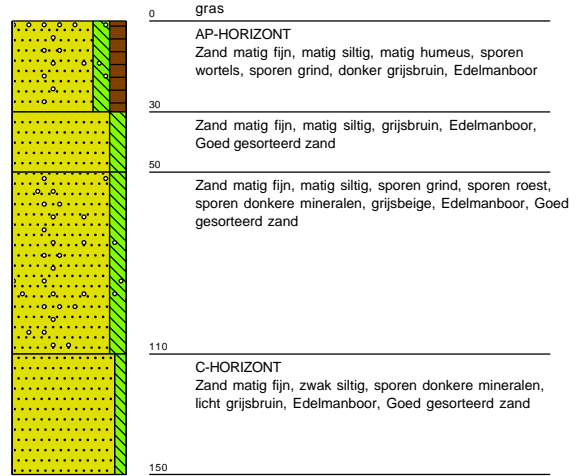 gras
0
AP-HORIZONT
Zand matig fijn, matig siltig, matig humeus, sporen
wortels, sporen grind, donker grijsbruin, Edelmanboor
30
Zand matig fijn, matig siltig, grijsbruin, Edelmanboor,
Goed gesorteerd zand
50
Zand matig fijn, matig siltig, sporen grind, sporen roest,
sporen donkere mineralen, grijsbeige, Edelmanboor, Goed
gesorteerd zand
110
C-HORIZONT
Zand matig fijn, zwak siltig, sporen donkere mineralen,
licht grijsbruin, Edelmanboor, Goed gesorteerd zand
150